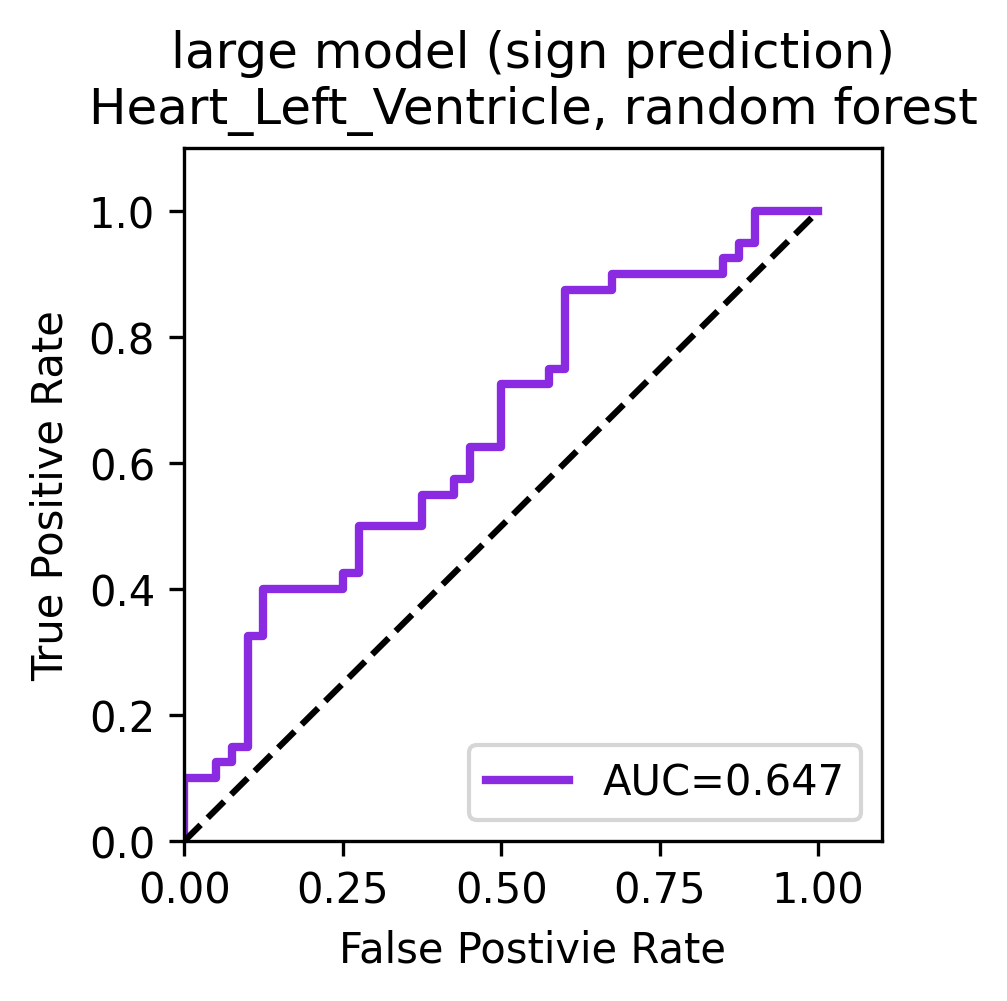 large model (sign prediction)
Heart_Left_Ventricle, random forest
1.0
0.8
0.6
0.4
0.2
0.0
True Positive Rate
AUC=0.647
0.00 0.25 0.50 0.75 1.00
False Postivie Rate